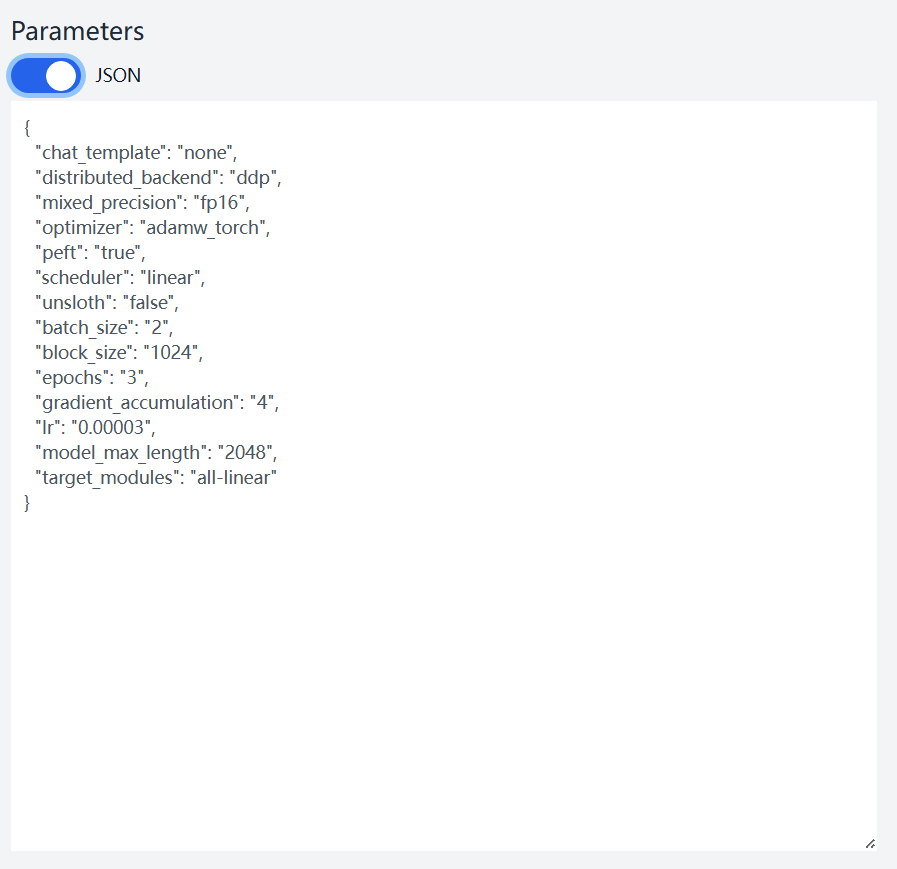 Parameters
JSON
{
"chat_template": "none",
"distributed_backend": "ddp",
"mixed_precision": "fp16",
"optimizer": "adamw_torch",
"peft": "true",
"scheduler": "linear",
"unsloth": "false",
"batch_size": "2",
"block_size": "1024",
"epochs": "3",
"gradient_accumulation": "4",
"lr": "0.00003",
"model_max_length": "2048",
"target_modules": "all-linear"
}